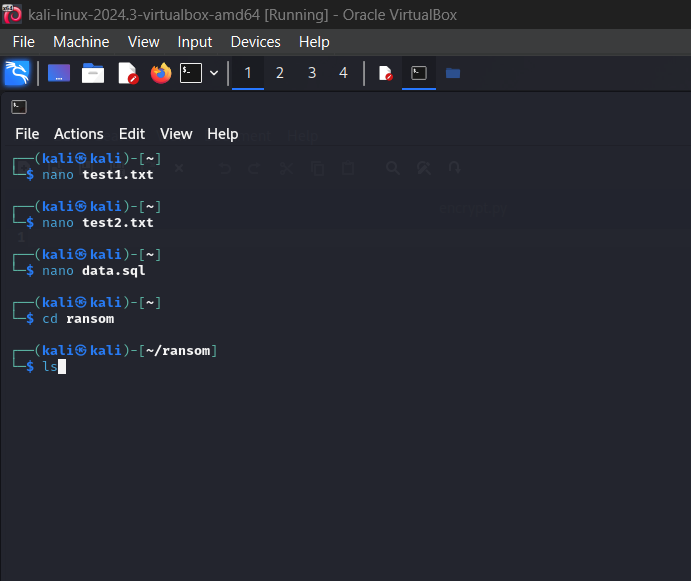 kali-linux-2024.3-virtualbox-amd64 [Running] - Oracle VirtualBox
File Machine View Input Devices Help
1 2 3 4
File Actions Edit View Help
┌──(kali㉿kali)-[~]
└─$ nano test1.txt
┌──(kali㉿kali)-[~]
└─$ nano test2.txt
┌──(kali㉿kali)-[~]
└─$ nano data.sql
┌──(kali㉿kali)-[~]
└─$ cd ransom
┌──(kali㉿kali)-[~/ransom]
└─$ ls